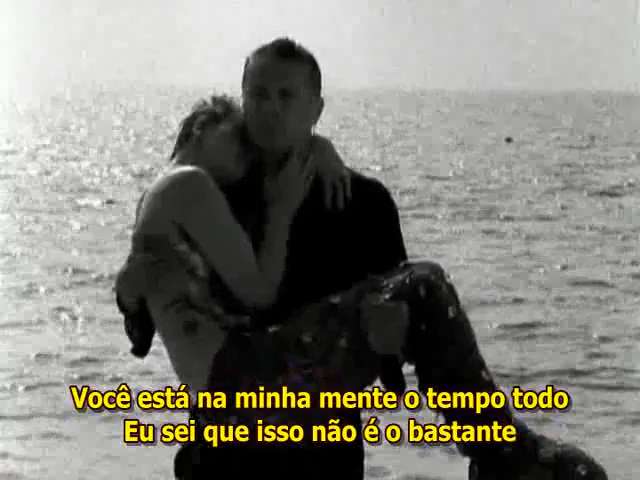 Você está na minha mente o tempo todo
Eu sei que isso não é o bastante